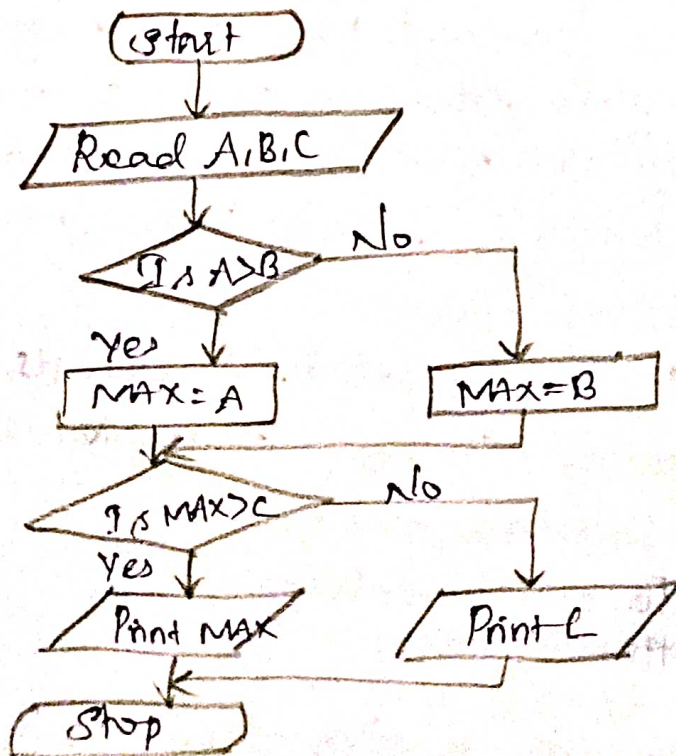 Start
Read A,B,C
Is A>B
No
Yes
MAX = A
MAX = B
Is MAX>C
No
Yes
Print MAX
Print C
Stop